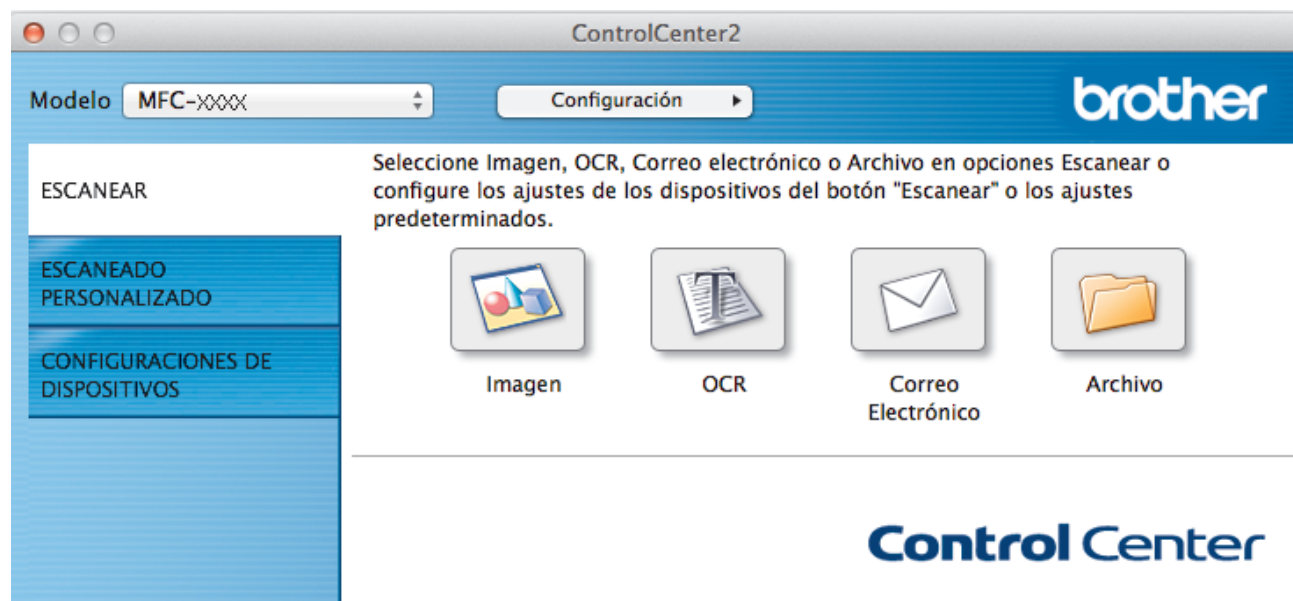 ControlCenter2
Modelo MFC-XXXX Configuración
brother
ESCANEAR
ESCANEADO
PERSONALIZADO
CONFIGURACIONES DE
DISPOSITIVOS
Seleccione Imagen, OCR, Correo electrónico o Archivo en opciones Escanear o
configure los ajustes de los dispositivos del botón "Escanear" o los ajustes
predeterminados.
Imagen
OCR
Correo
Electrónico
Archivo
Control Center